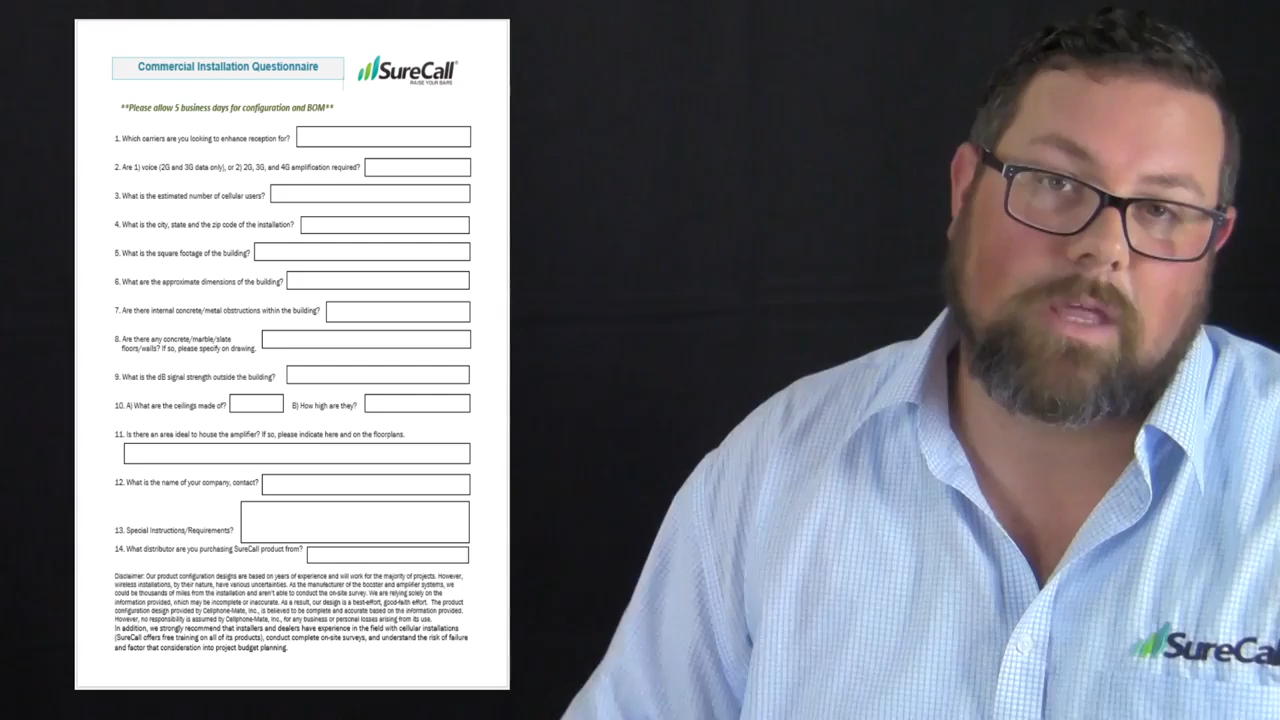 Commercial Installation Questionnaire
SureCall®
RAISE YOUR BARS
**Please allow 5 business days for configuration and BOM**
1. Which carriers are you looking to enhance reception for?
2. Are 1) voice (2G and 3G data only), or 2) 2G, 3G, and 4G amplification required?
3. What is the estimated number of cellular users?
4. What is the city, state and the zip code of the installation?
5. What is the square footage of the building?
6. What are the approximate dimensions of the building?
7. Are there internal concrete/metal obstructions within the building?
8. Are there any concrete/marble/slate
floors/walls? If so, please specify on drawing.
9. What is the dB signal strength outside the building?
10. A) What are the ceilings made of? B) How high are they?
11. Is there an area ideal to house the amplifier? If so, please indicate here and on the floorplans.
12. What is the name of your company, contact?
13. Special Instructions/Requirements?
14. What distributor are you purchasing SureCall product from?
Disclaimer: Our product configuration designs are based on years of experience and will work for the majority of projects. However,
wireless installations, by their nature, have various uncertainties. As the manufacturer of the booster and amplifier systems, we
could be thousands of miles from the installation and aren't able to conduct the on-site survey. We are relying solely on the
information provided, which may be incomplete or inaccurate. As a result, our design is a best-effort, good-faith effort. The product
configuration design provided by Cellphone-Mate, Inc., is believed to be complete and accurate based on the information provided.
However, no responsibility is assumed by Cellphone-Mate, Inc., for any business or personal losses arising from its use.
In addition, we strongly recommend that installers and dealers have experience in the field with cellular installations
(SureCall offers free training on all of its products), conduct complete on-site surveys, and understand the risk of failure
and factor that consideration into project budget planning.
SureCa